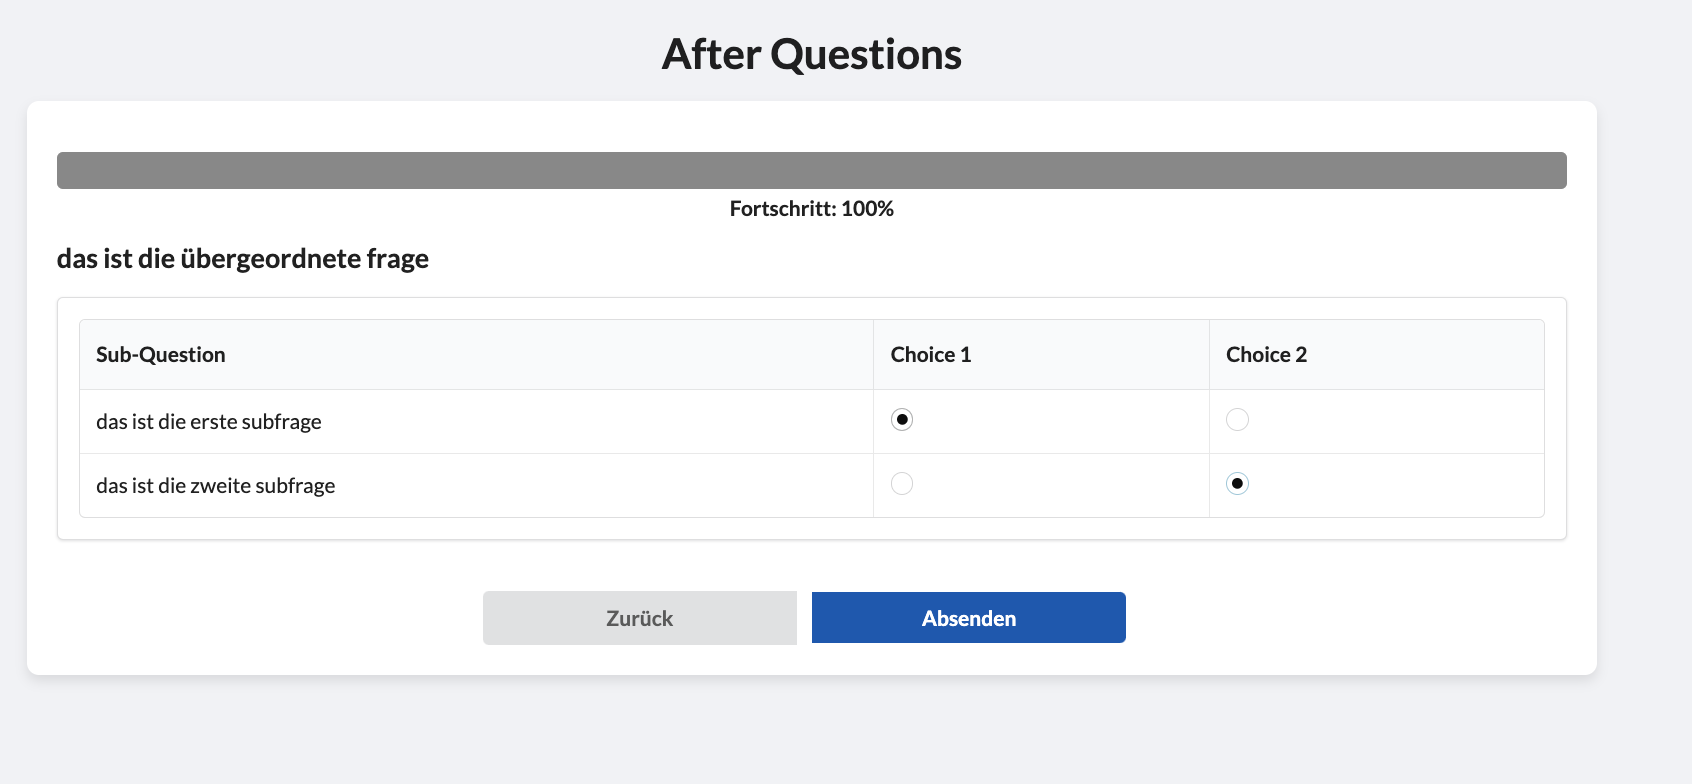 After Questions
Fortschritt: 100%
das ist die übergeordnete frage
Sub-Question Choice 1 Choice 2
das ist die erste subfrage
das ist die zweite subfrage
Zurück Absenden